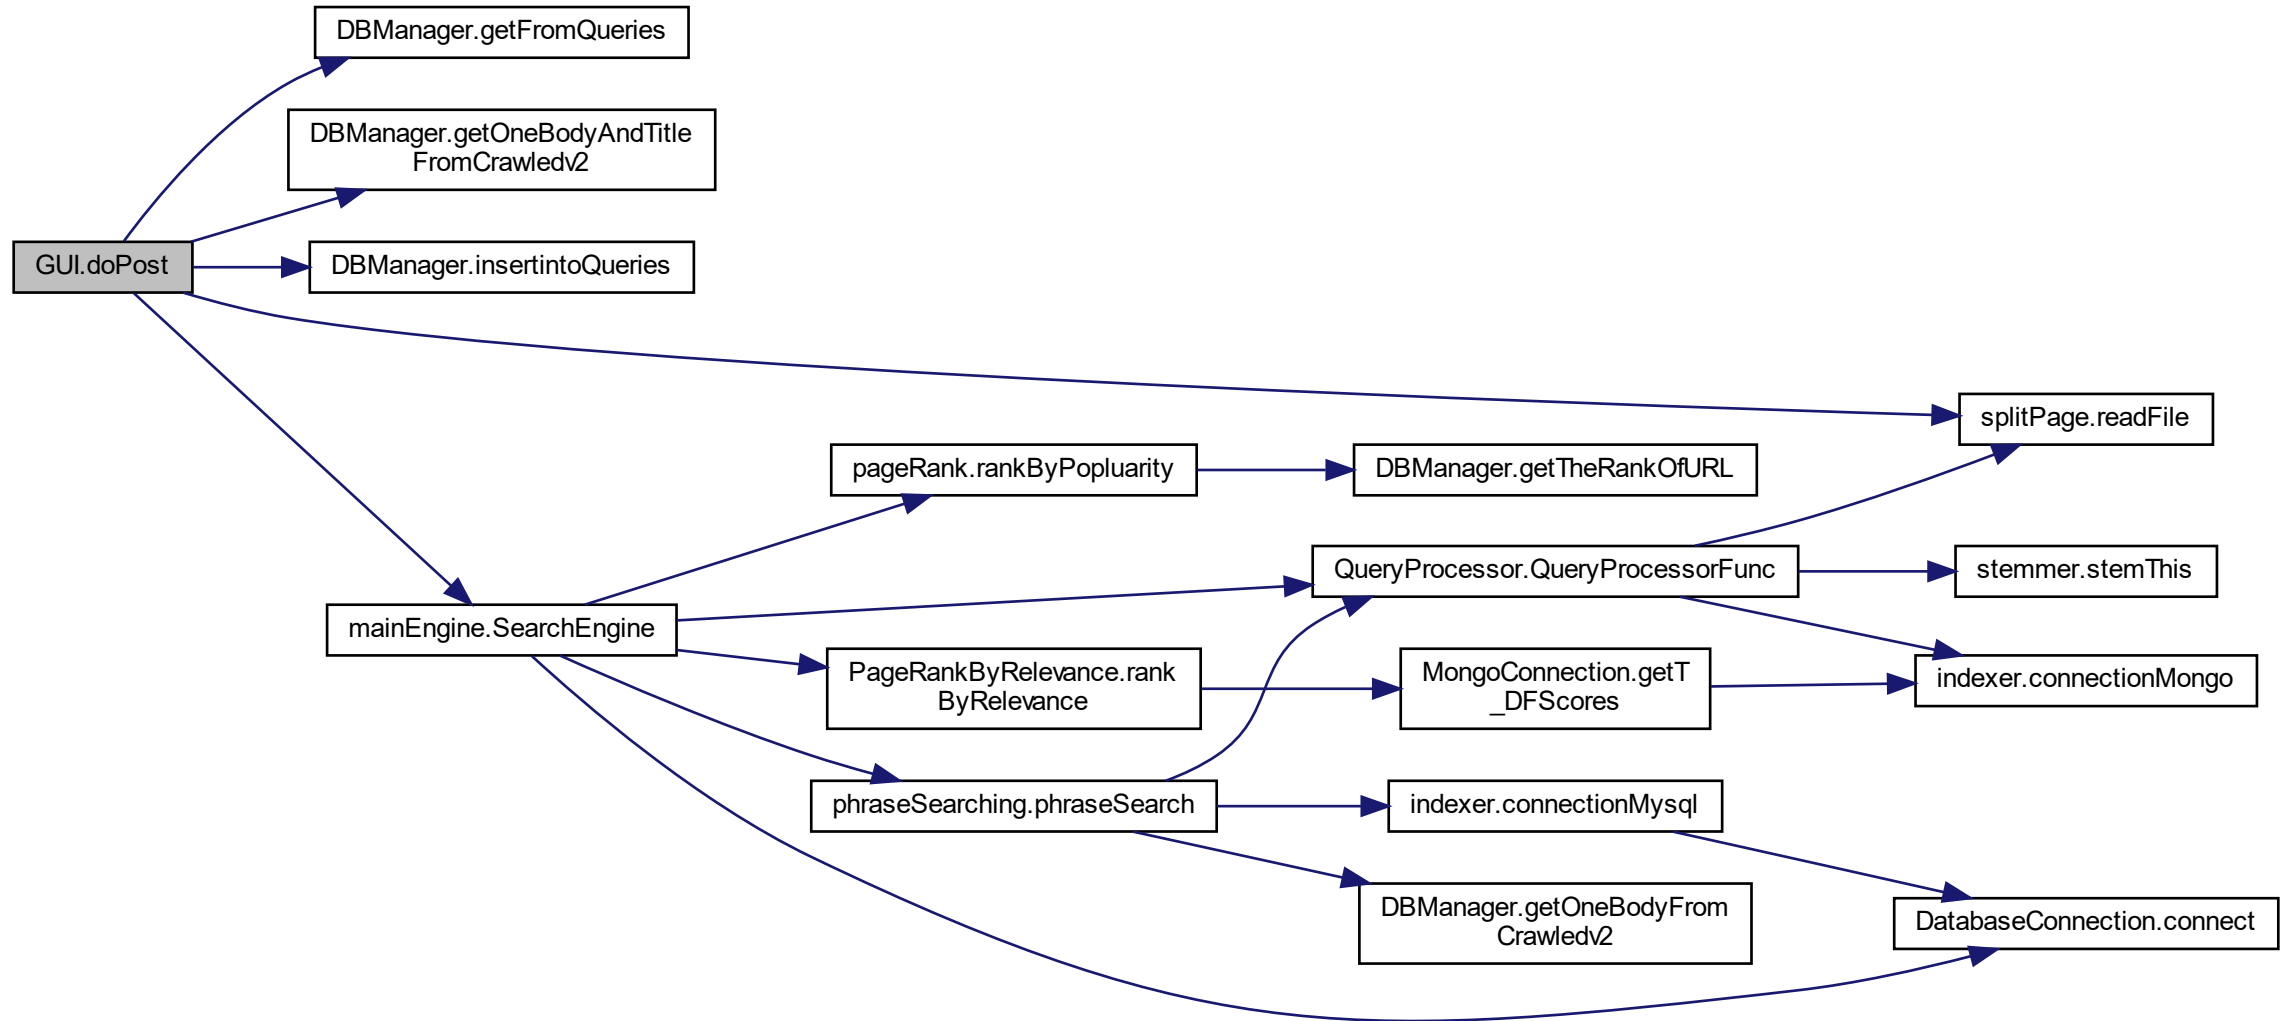 DBManager.getFromQueries
DBManager.getOneBodyAndTitle
FromCrawledv2
GUI.doPost
DBManager.insertintoQueries
splitPage.readFile
pageRank.rankByPopluarity
DBManager.getTheRankOfURL
QueryProcessor.QueryProcessorFunc
stemmer.stemThis
mainEngine.SearchEngine
PageRankByRelevance.rank
ByRelevance
MongoConnection.getT
_DFScores
indexer.connectionMongo
phraseSearching.phraseSearch
indexer.connectionMysql
DBManager.getOneBodyFrom
Crawledv2
DatabaseConnection.connect